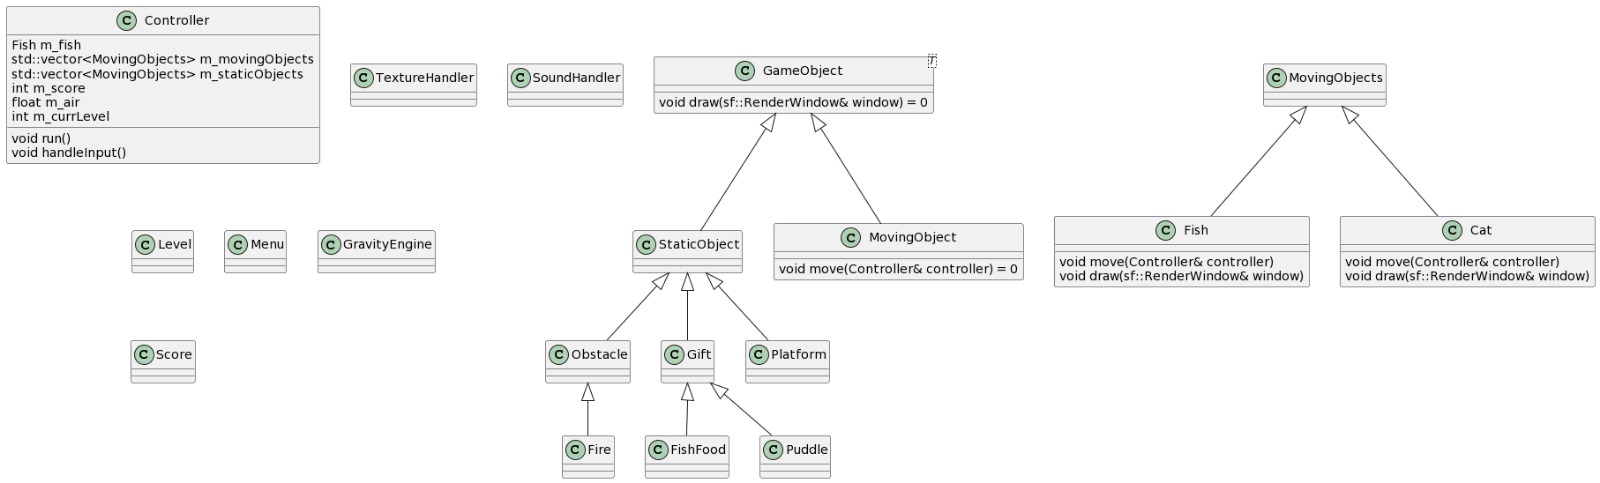 C Controller
Fish m_fish
std::vector<MovingObjects> m_movingObjects
std::vector<MovingObjects> m_staticObjects
int m_score
float m_air
int m_currLevel
void run()
void handleInput()
C TextureHandler
C SoundHandler
C GameObject
T
void draw(sf::RenderWindow& window) = 0
C MovingObjects
C Level
C Menu
C GravityEngine
C StaticObject
C MovingObject
void move(Controller& controller) = 0
C Fish
void move(Controller& controller)
void draw(sf::RenderWindow& window)
C Cat
void move(Controller& controller)
void draw(sf::RenderWindow& window)
C Score
C Obstacle
C Gift
C Platform
C Fire
C FishFood
C Puddle